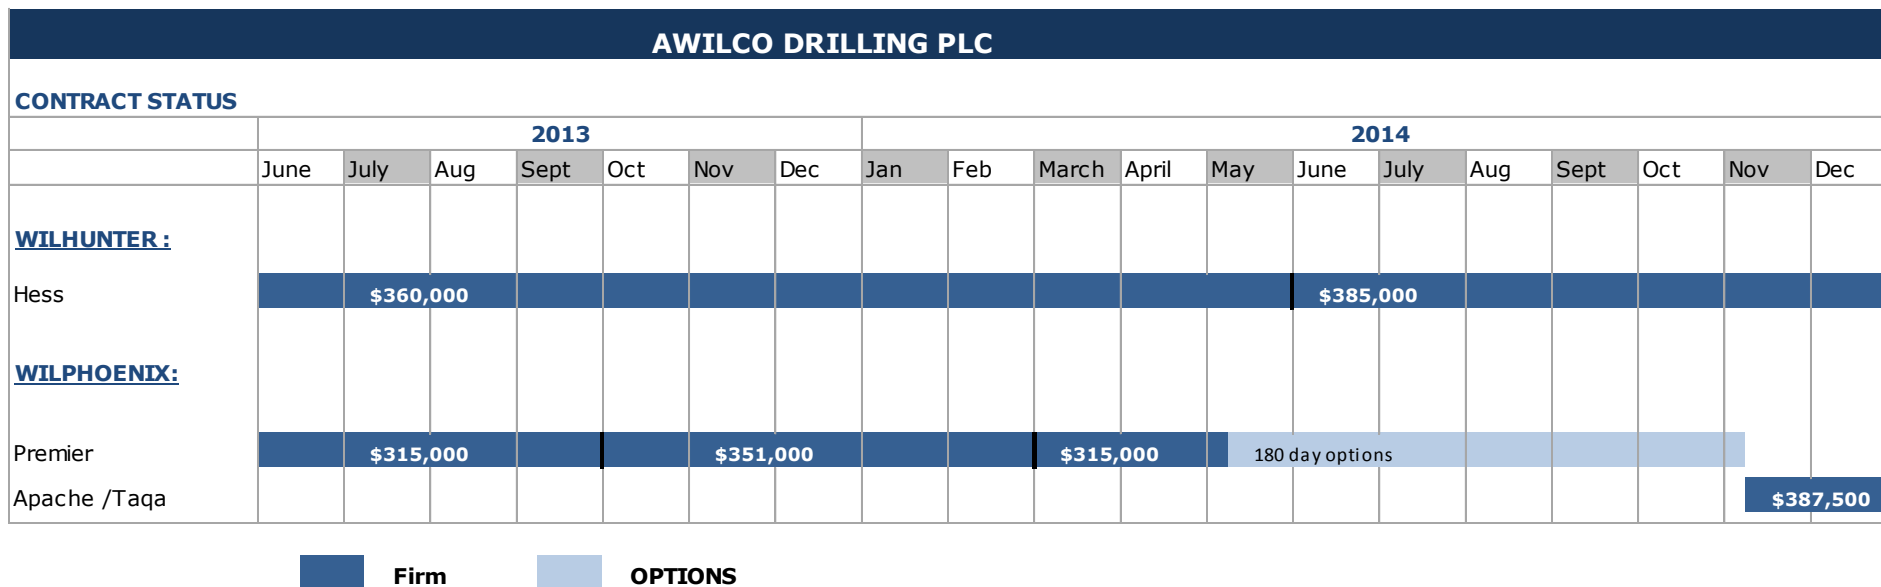 AWILCO DRILLING PLC
CONTRACT STATUS
2013 2014
June July Aug Sept Oct Nov Dec Jan Feb March April May June July Aug Sept Oct Nov Dec
WILHUNTER :
Hess $360,000 $385,000
WILPHOENIX:
Premier $315,000 $351,000 $315,000 180 day options
Apache /Taqa $387,500
Firm OPTIONS